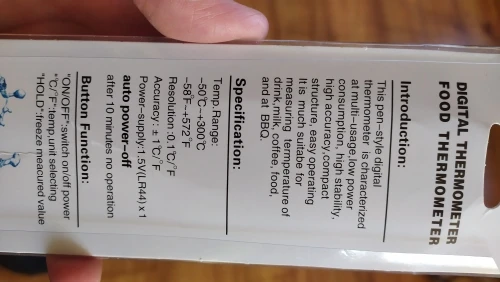 DIGITAL THERMOMETER
FOOD THERMOMETER
Introduction:
This pen-style digital
thermometer is characterized
at multi-usage,low power
consumption, high stability,
high accuracy,compact
structure, easy operating
It is much suitabe for
measuring termperature of
drink,milk, coffee, food,
and at BBQ.
Specification:
Temp.Range:
-50℃~+300℃
-58℉~+572℉
Resolution:0.1℃/℉
Accuracy:±1℃/℉
Power-supply:1.5V(LR44)x1
auto power-off
after 10 minutes no operation
Button Function:
"ON/OFF":switch on/off power
"℃/℉":temp.unit selecting
"HOLD":freeze meacured value